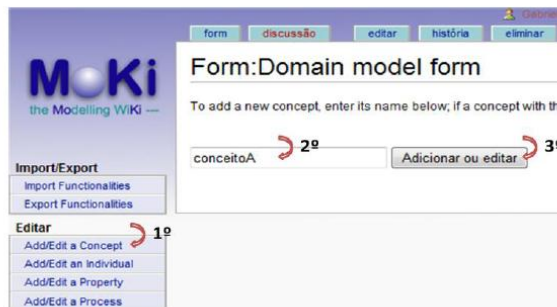 Gabrie
form discussão editar história eliminar
MoKi
the Modelling WiKi ---
Form:Domain model form
To add a new concept, enter its name below; if a concept with th
conceitoA 2º Adicionar ou editar 3º
Import/Export
Import Functionalities
Export Functionalities
Editar
1º
Add/Edit a Concept
Add/Edit an Individual
Add/Edit a Property
Add/Edit a Process